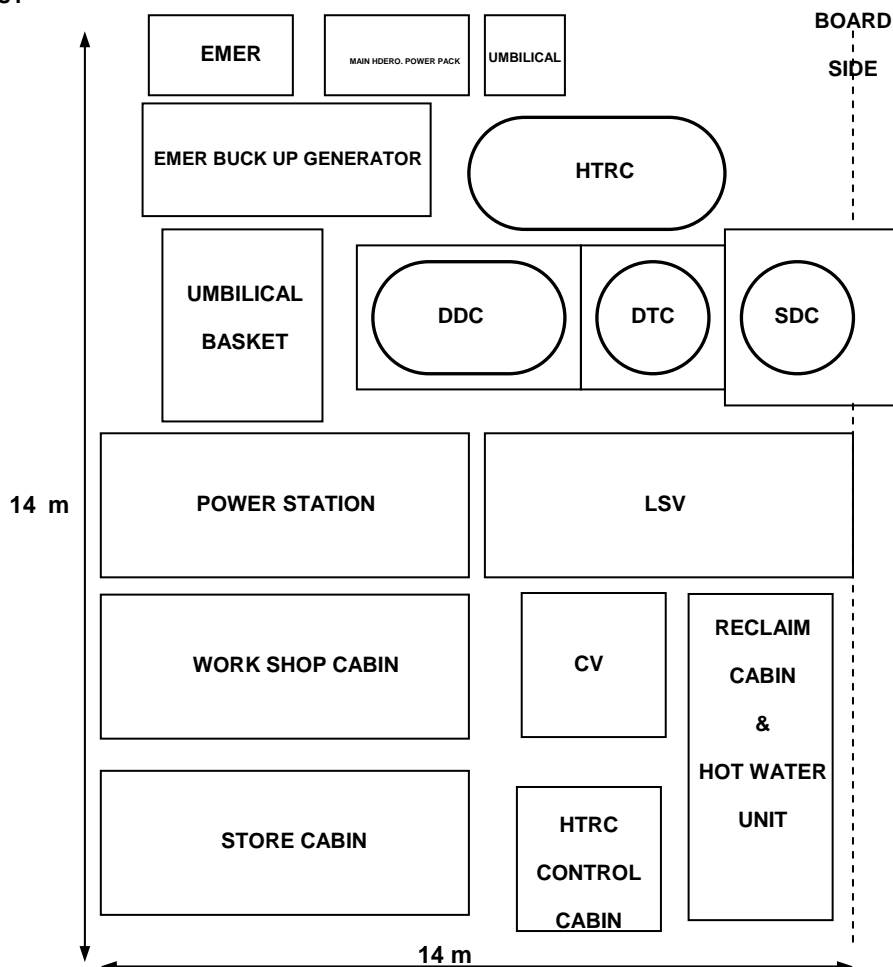 BOARD
SIDE
EMER
MAIN HDERO. POWER PACK
UMBILICAL
EMER BUCK UP GENERATOR
HTRC
UMBILICAL
BASKET
DDC
DTC
SDC
14 m
POWER STATION
LSV
WORK SHOP CABIN
CV
RECLAIM
CABIN
&
HOT WATER
UNIT
STORE CABIN
HTRC
CONTROL
CABIN
14 m